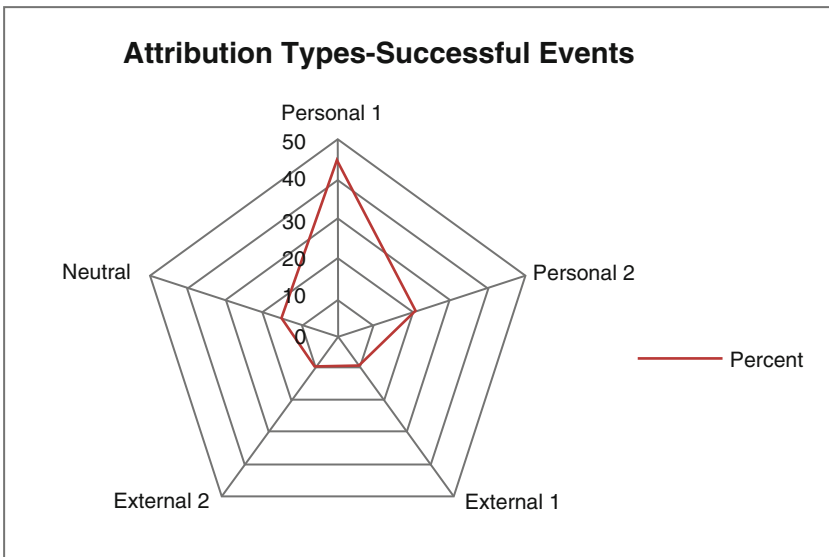 Attribution Types-Successful Events
Personal 1
50
40
30
20
10
0
Neutral
Personal 2
Percent
External 2
External 1